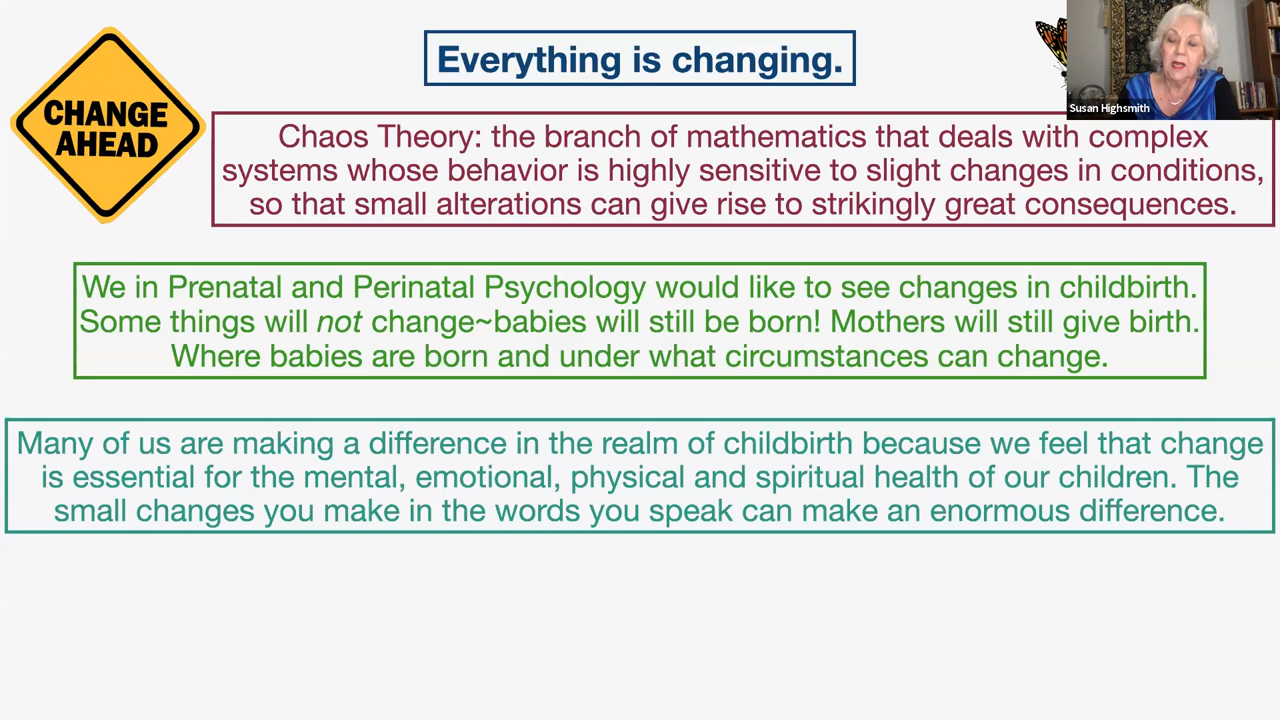 Everything is changing.
CHANGE
AHEAD
Susan Highsmith
Chaos Theory: the branch of mathematics that deals with complex
systems whose behavior is highly sensitive to slight changes in conditions,
so that small alterations can give rise to strikingly great consequences.
We in Prenatal and Perinatal Psychology would like to see changes in childbirth.
Some things will not change~babies will still be born! Mothers will still give birth.
Where babies are born and under what circumstances can change.
Many of us are making a difference in the realm of childbirth because we feel that change
is essential for the mental, emotional, physical and spiritual health of our children. The
small changes you make in the words you speak can make an enormous difference.